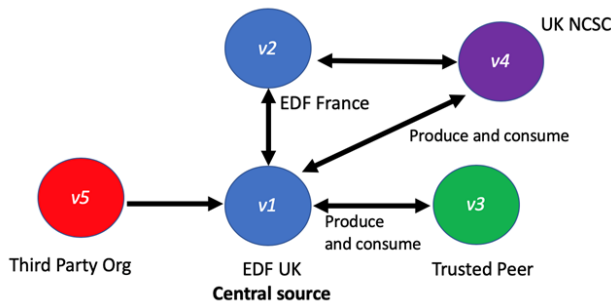 UK NCSC
v2
v4
EDF France
Produce and consume
v5
v1
v3
Produce
and consume
Third Party Org
EDF UK
Trusted Peer
Central source